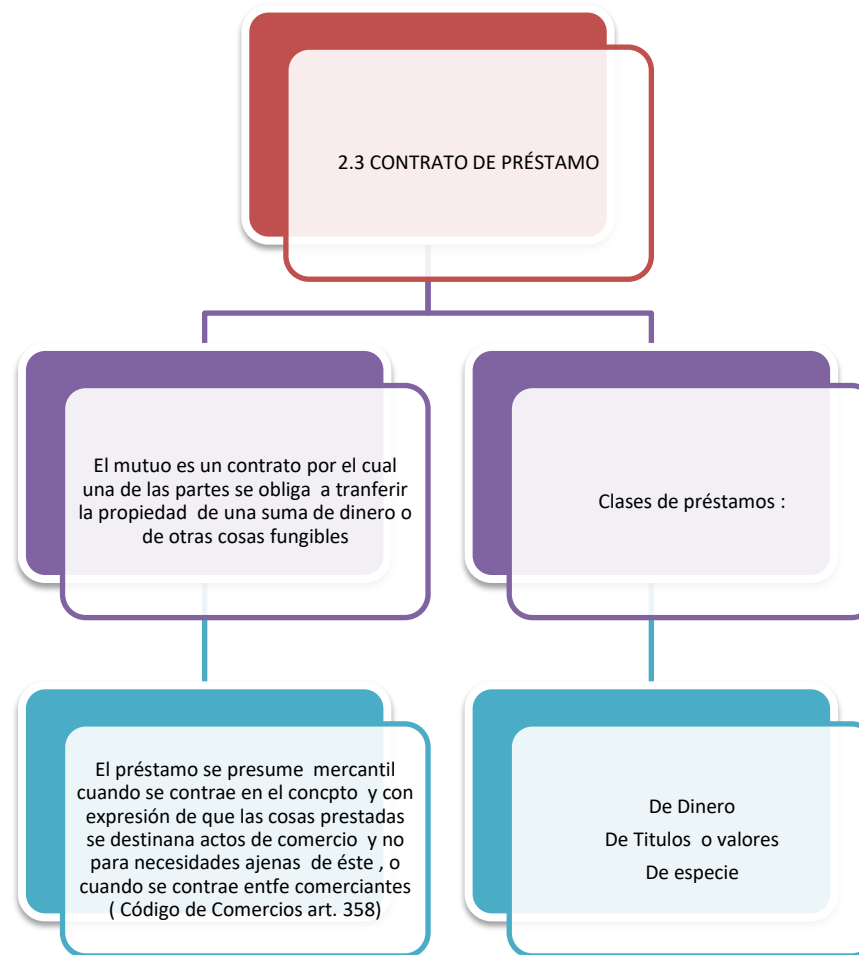 2.3 CONTRATO DE PRÉSTAMO
El mutuo es un contrato por el cual
una de las partes se obliga a tranferir
la propiedad de una suma de dinero o
de otras cosas fungibles
Clases de préstamos :
El préstamo se presume mercantil
cuando se contrae en el concpto y con
expresión de que las cosas prestadas
se destinana actos de comercio y no
para necesidades ajenas de éste , o
cuando se contrae entfe comerciantes
( Código de Comercios art. 358)
De Dinero
De Titulos o valores
De especie